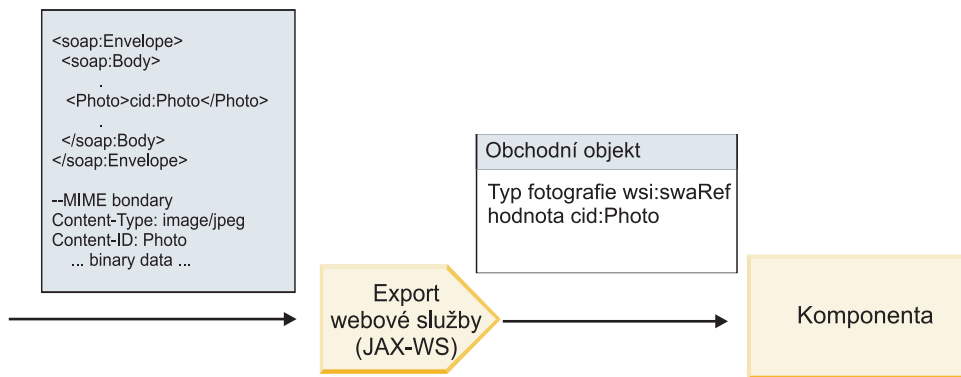 <soap:Envelope>
<soap:Body>
.
<Photo>cid:Photo</Photo>
.
</soap:Body>
</soap:Envelope>
--MIME bondary
Content-Type: image/jpeg
Content-ID: Photo
... binary data ...
Obchodní objekt
Typ fotografie wsi:swaRef
hodnota cid:Photo
Export
webové služby
(JAX-WS)
Komponenta